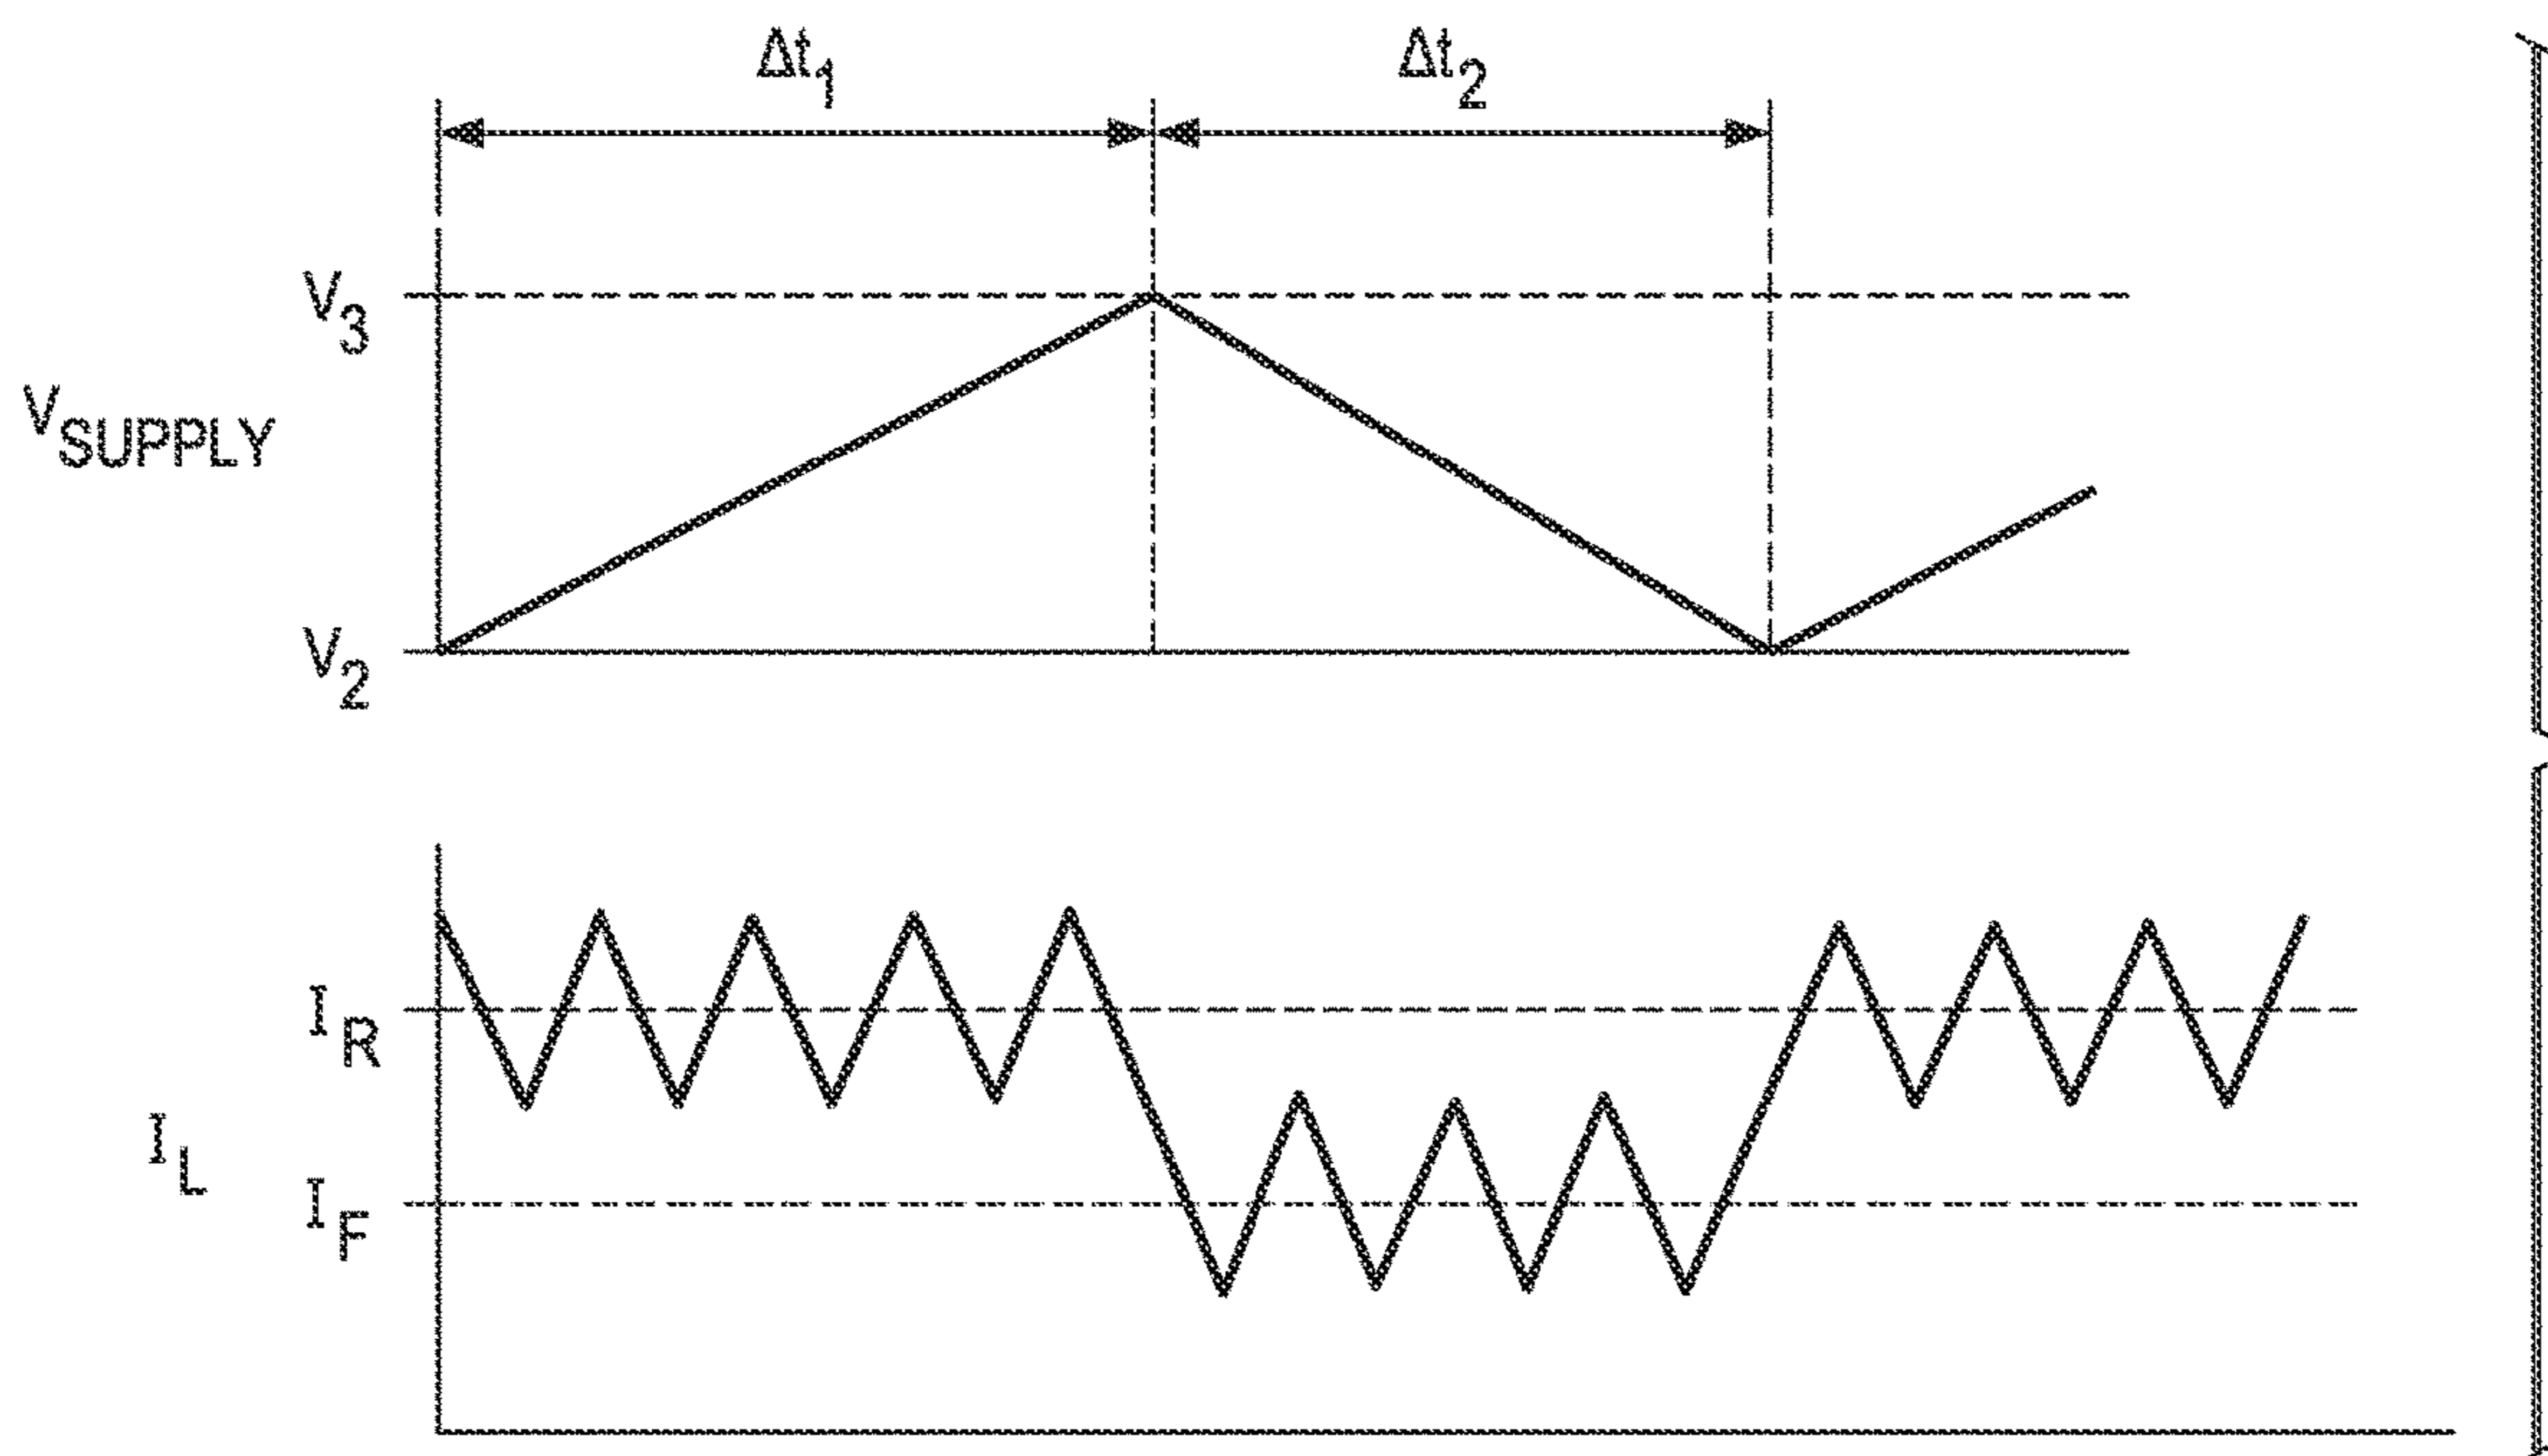 Δt1
Δt2
V3
VSUPPLY
V2
IR
IL
IF